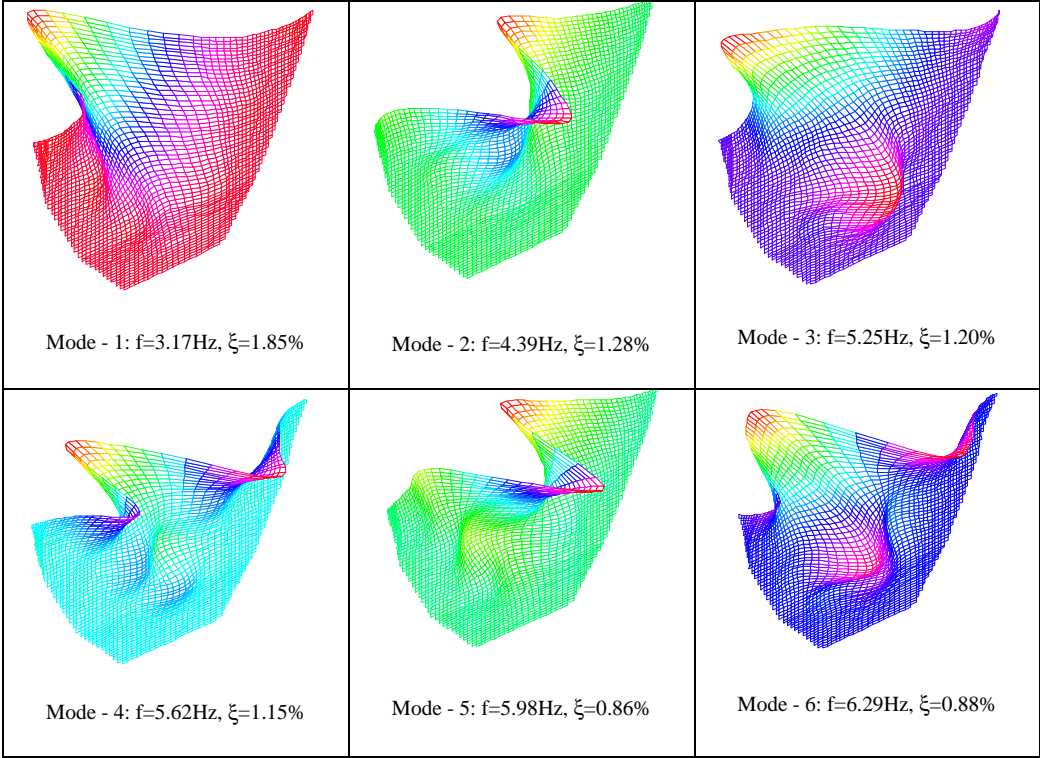 Mode - 1: f=3.17Hz, ξ=1.85%
Mode - 2: f=4.39Hz, ξ=1.28%
Mode - 3: f=5.25Hz, ξ=1.20%
Mode - 4: f=5.62Hz, ξ=1.15%
Mode - 5: f=5.98Hz, ξ=0.86%
Mode - 6: f=6.29Hz, ξ=0.88%